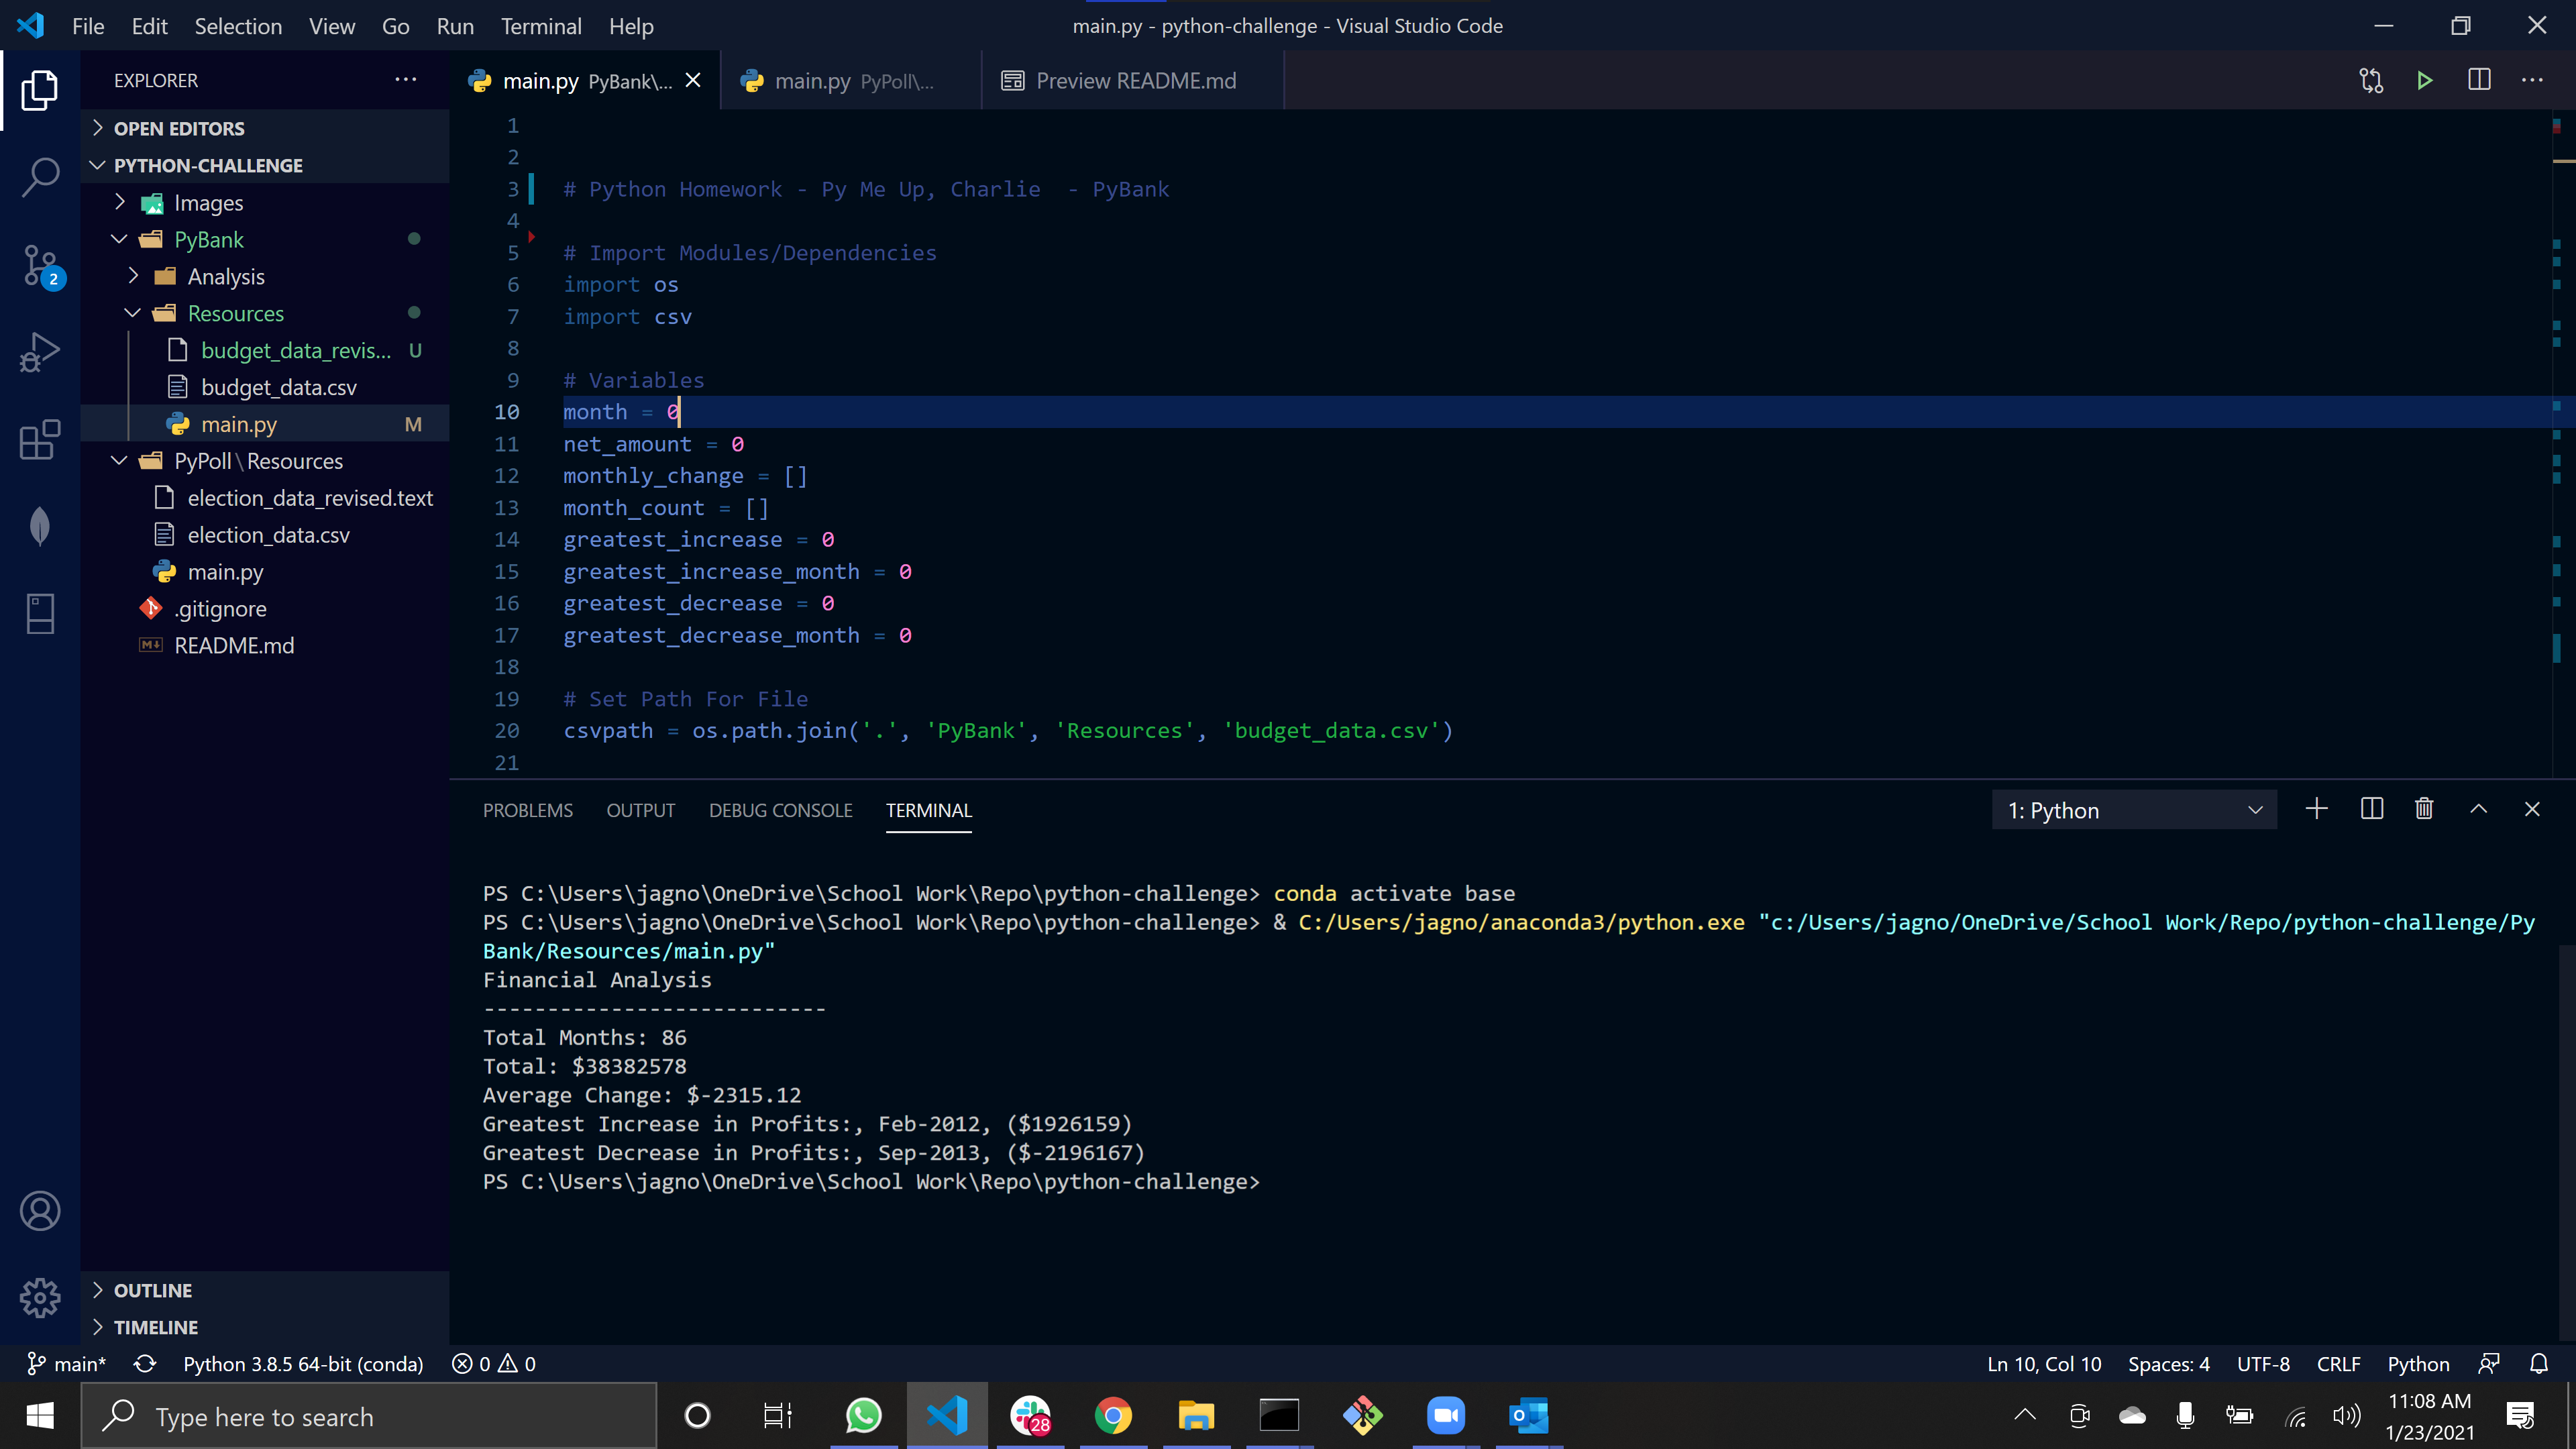 File Edit Selection View Go Run Terminal Help
main.py - python-challenge - Visual Studio Code
EXPLORER
OPEN EDITORS
PYTHON-CHALLENGE
Images
PyBank
Analysis
Resources
budget_data_revis... U
budget_data.csv
main.py M
PyPoll\Resources
election_data_revised.text
election_data.csv
main.py
.gitignore
README.md
OUTLINE
TIMELINE
2
main.py PyBank\...
main.py PyPoll\...
Preview README.md
1
2
3 # Python Homework - Py Me Up, Charlie  - PyBank
4
5 # Import Modules/Dependencies
6 import os
7 import csv
8
9 # Variables
10 month = 0
11 net_amount = 0
12 monthly_change = []
13 month_count = []
14 greatest_increase = 0
15 greatest_increase_month = 0
16 greatest_decrease = 0
17 greatest_decrease_month = 0
18
19 # Set Path For File
20 csvpath = os.path.join('.', 'PyBank', 'Resources', 'budget_data.csv')
21
PROBLEMS OUTPUT DEBUG CONSOLE TERMINAL
1: Python
PS C:\Users\jagno\OneDrive\School Work\Repo\python-challenge> conda activate base
PS C:\Users\jagno\OneDrive\School Work\Repo\python-challenge> & C:/Users/jagno/anaconda3/python.exe "c:/Users/jagno/OneDrive/School Work/Repo/python-challenge/Py
Bank/Resources/main.py"
Financial Analysis
---------------------------
Total Months: 86
Total: $38382578
Average Change: $-2315.12
Greatest Increase in Profits:, Feb-2012, ($1926159)
Greatest Decrease in Profits:, Sep-2013, ($-2196167)
PS C:\Users\jagno\OneDrive\School Work\Repo\python-challenge>
main* Python 3.8.5 64-bit (conda) 0 0
Ln 10, Col 10 Spaces: 4 UTF-8 CRLF Python
Type here to search
28
11:08 AM
1/23/2021